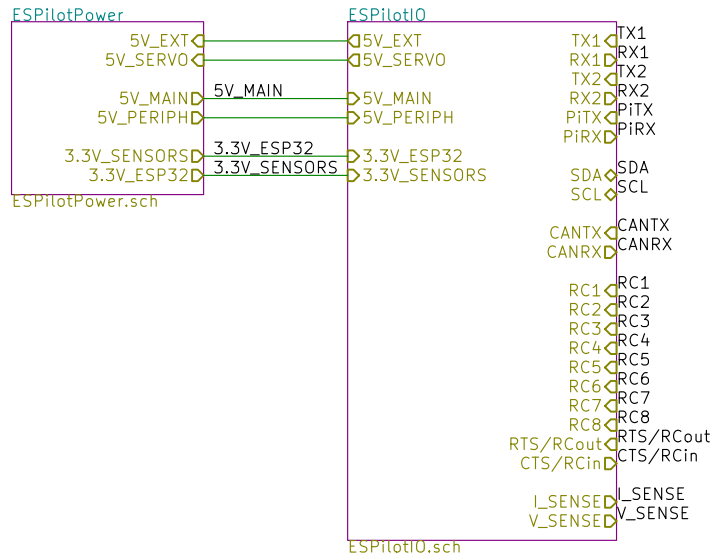 ESPilotPower
5V_EXT
5V_SERVO
5V_MAIN
5V_PERIPH
3.3V_SENSORS
3.3V_ESP32
ESPilotPower.sch
5V_MAIN
3.3V_ESP32
3.3V_SENSORS
ESPilotIO
5V_EXT
5V_SERVO
5V_MAIN
5V_PERIPH
3.3V_ESP32
3.3V_SENSORS
TX1 TX1
RX1 RX1
TX2 TX2
RX2 RX2
PiTX PiTX
PiRX PiRX
SDA SDA
SCL SCL
CANTX CANTX
CANRX CANRX
RC1 RC1
RC2 RC2
RC3 RC3
RC4 RC4
RC5 RC5
RC6 RC6
RC7 RC7
RC8 RC8
RTS/RCout RTS/RCout
CTS/RCin CTS/RCin
I_SENSE I_SENSE
V_SENSE V_SENSE
ESPilotIO.sch